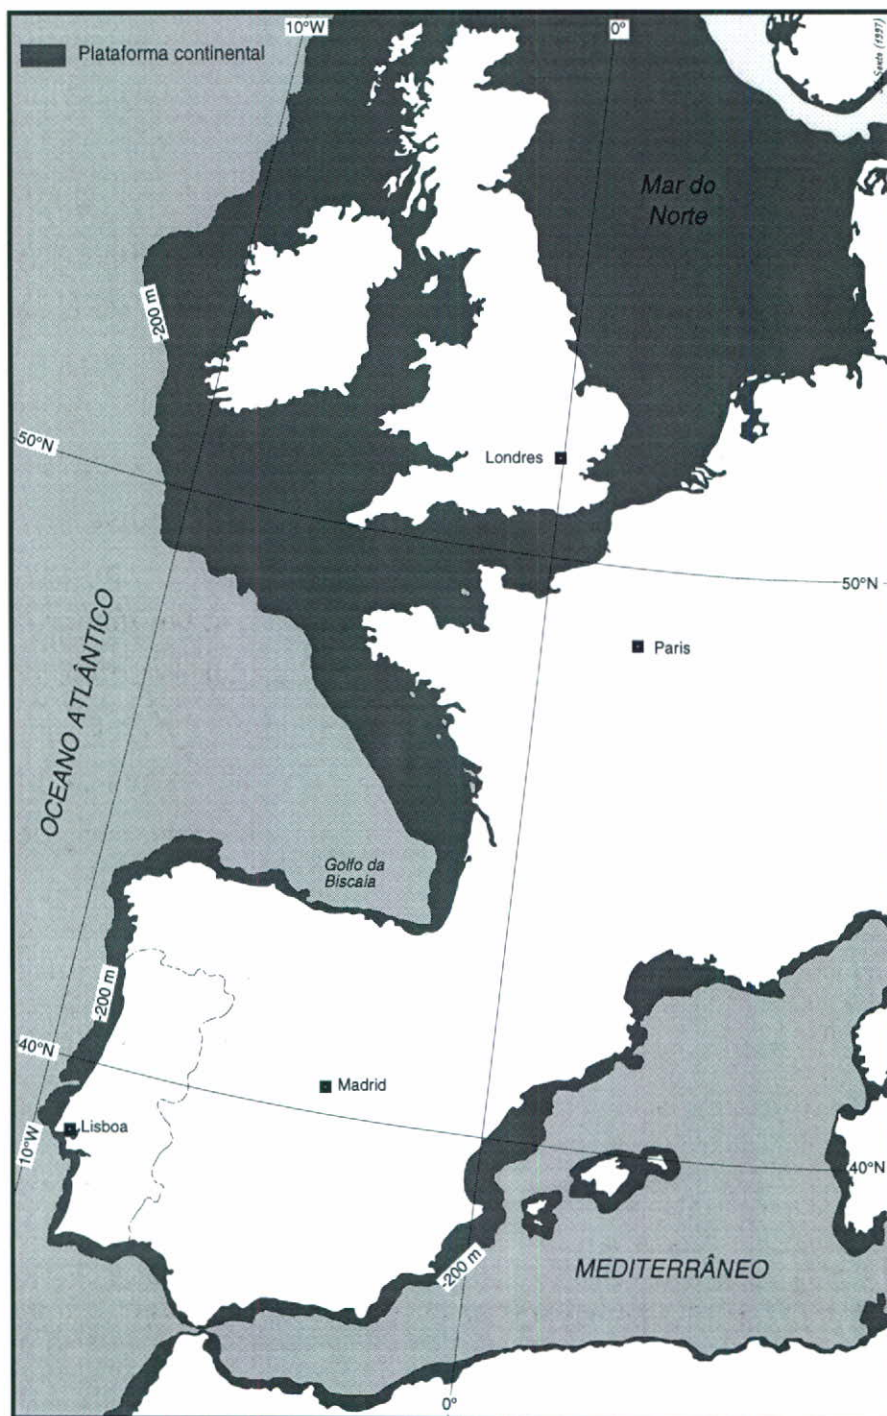 10°W
0°
Plataforma continental
(1997)
Mar do
Norte
-200 m
50°N
Londres
50°N
Paris
OCEANO ATLÂNTICO
Golfo da
Biscaia
-200 m
40°N
Madrid
Lisboa
10°W
40°N
-200 m
MEDITERRÂNEO
0°